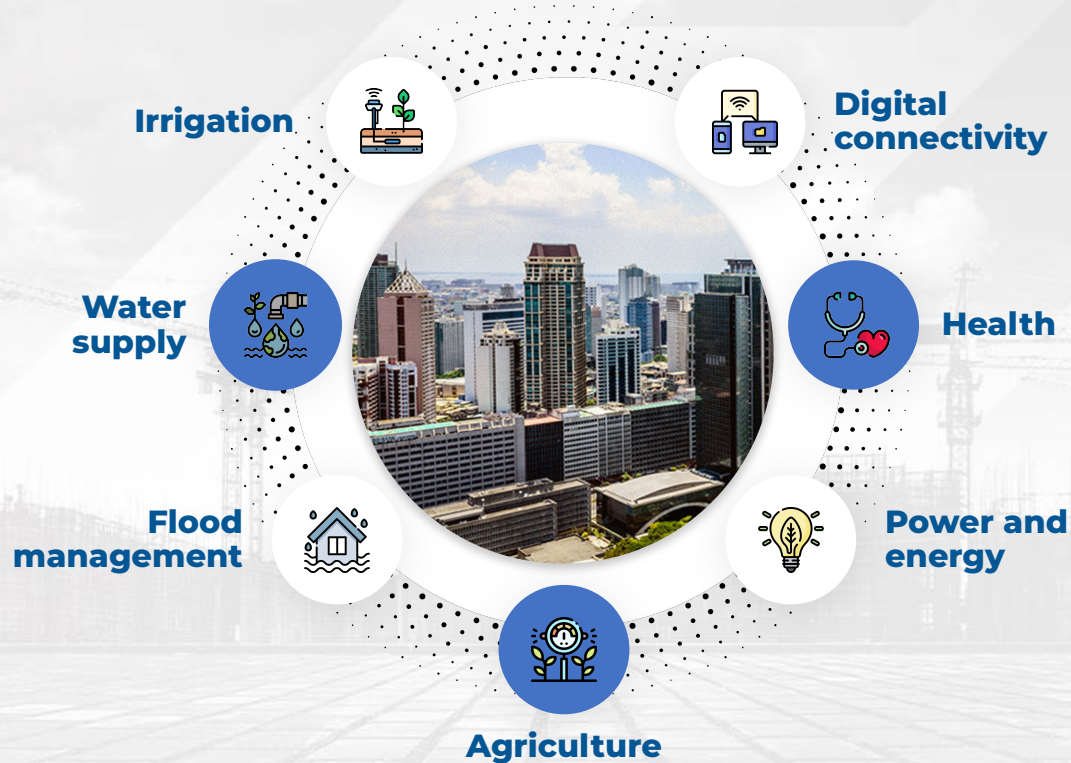 Irrigation
Digital
connectivity
Water
supply
Health
Flood
management
Power and
energy
Agriculture